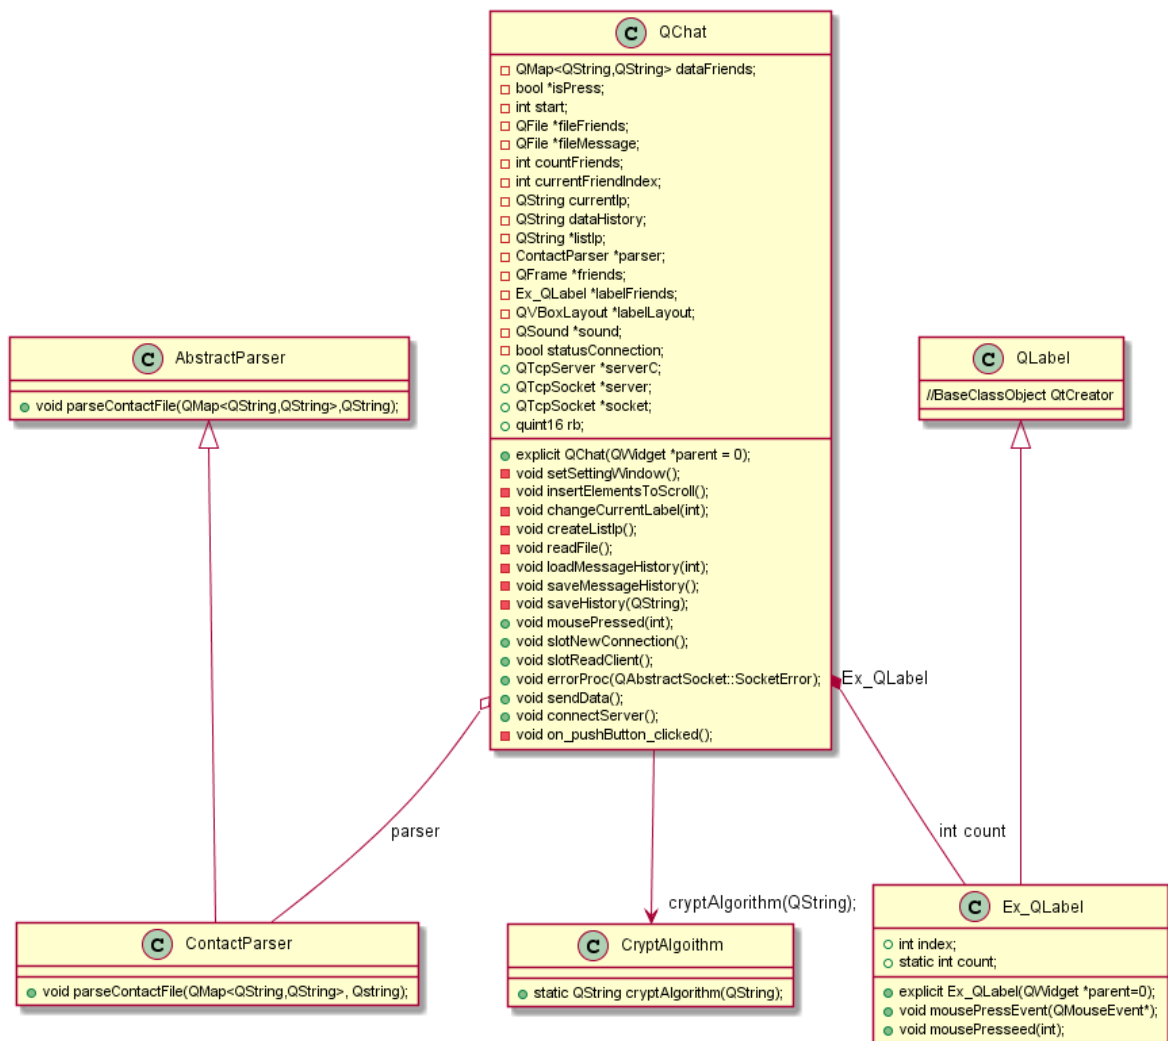 C QChat
QMap<QString,QString> dataFriends;
bool *isPress;
int start;
QFile *fileFriends;
QFile *fileMessage;
int countFriends;
int currentFriendIndex;
QString currentIp;
QString dataHistory;
QString *listIp;
ContactParser *parser;
QFrame *friends;
Ex_QLabel *labelFriends;
QVBoxLayout *labelLayout;
QSound *sound;
bool statusConnection;
QTcpServer *serverC;
QTcpSocket *server;
QTcpSocket *socket;
quint16 rb;
explicit QChat(QWidget *parent = 0);
void setSettingWindow();
void insertElementsToScroll();
void changeCurrentLabel(int);
void createListIp();
void readFile();
void loadMessageHistory(int);
void saveMessageHistory();
void saveHistory(QString);
void mousePressed(int);
void slotNewConnection();
void slotReadClient();
void errorProc(QAbstractSocket::SocketError);
void sendData();
void connectServer();
void on_pushButton_clicked();
C AbstractParser
void parseContactFile(QMap<QString,QString>,QString);
C QLabel
//BaseClassObject QtCreator
Ex_QLabel
parser
int count
cryptAlgorithm(QString);
C ContactParser
void parseContactFile(QMap<QString,QString>, Qstring);
C CryptAlgoithm
static QString cryptAlgorithm(QString);
C Ex_QLabel
int index;
static int count;
explicit Ex_QLabel(QWidget *parent=0);
void mousePressEvent(QMouseEvent*);
void mousePresseed(int);